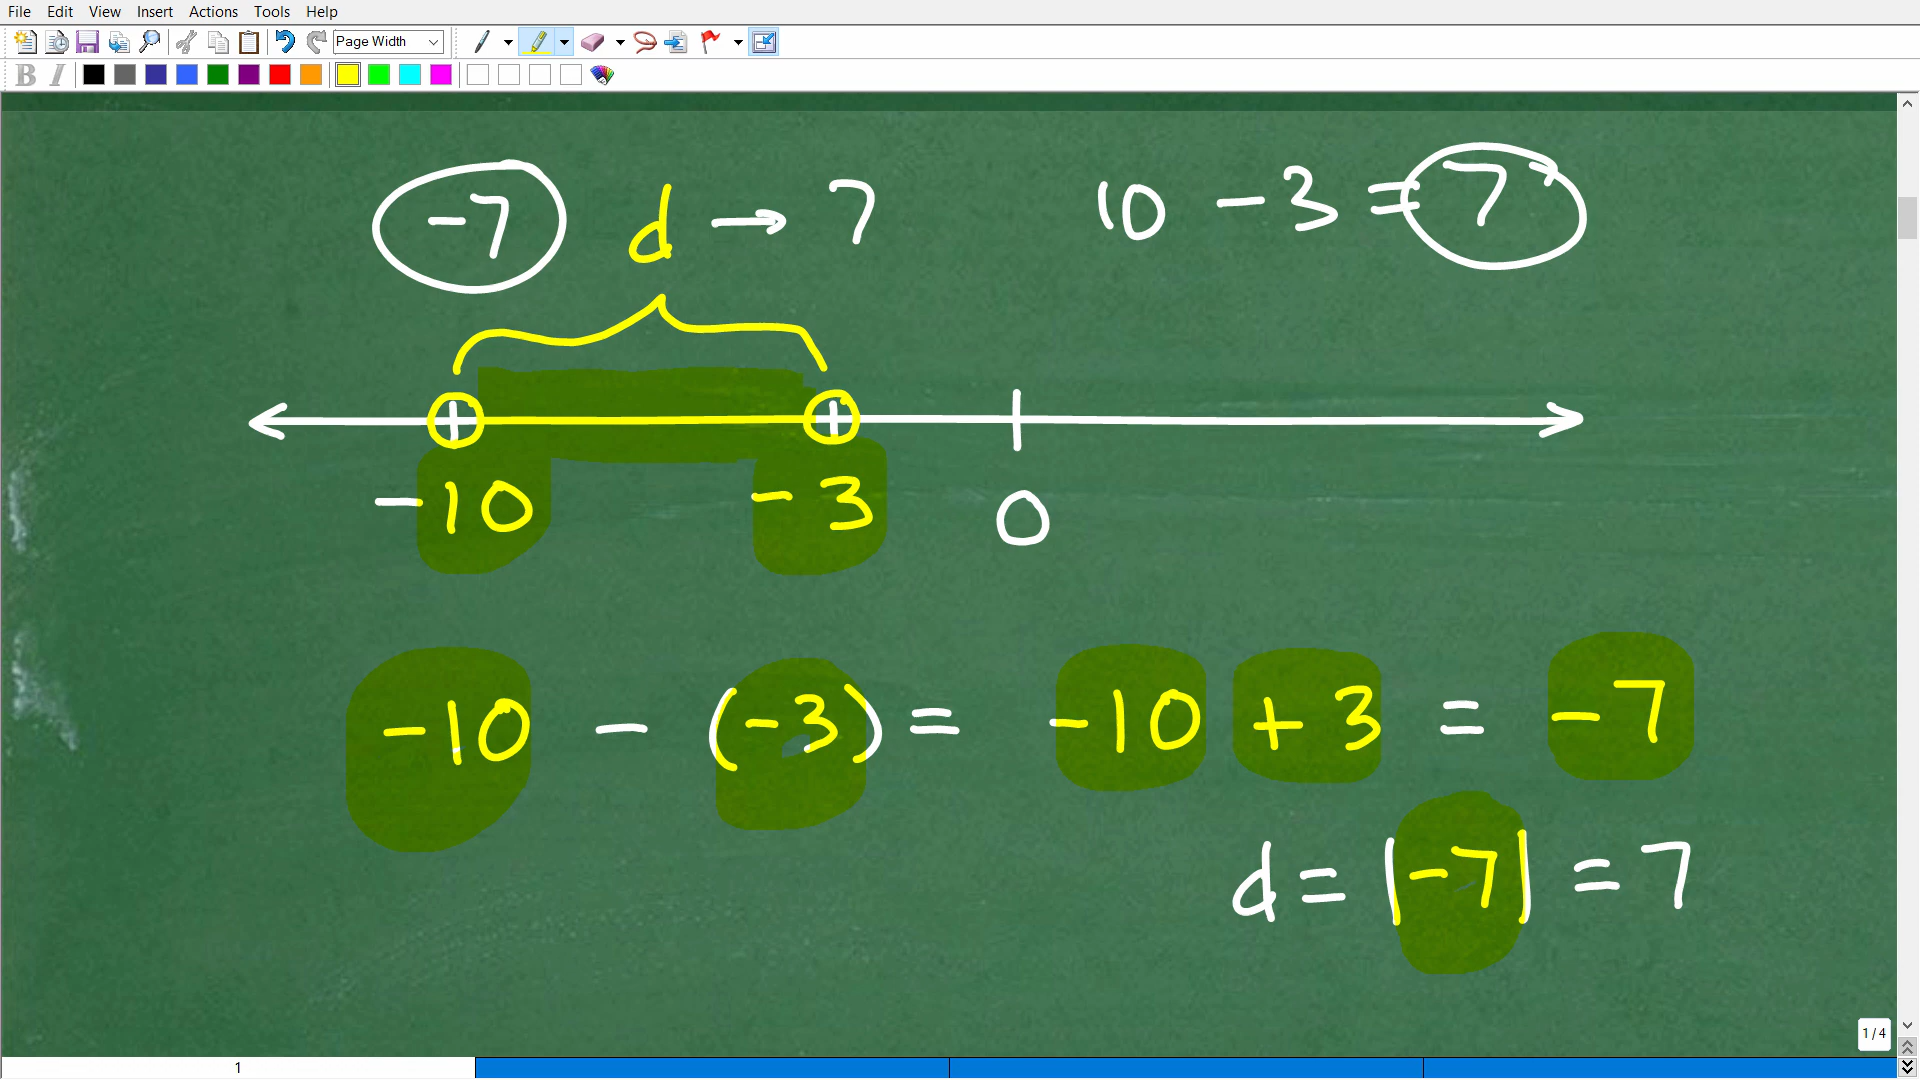 File Edit View Insert Actions Tools Help
Page Width
B I
-7 d → 7 10 - 3 = 7
-10 -3 0
-10 - (-3) = -10 + 3 = -7
d = |-7| = 7
1 / 4
1